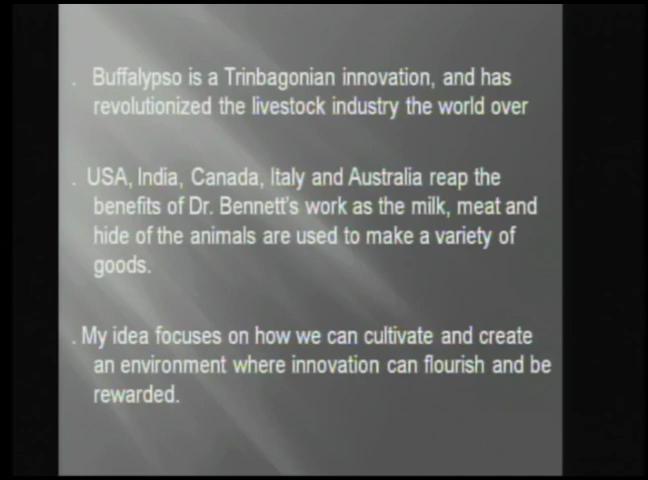 . Buffalypso is a Trinbagonian innovation, and has
revolutionized the livestock industry the world over
. USA, India, Canada, Italy and Australia reap the
benefits of Dr. Bennett's work as the milk, meat and
hide of the animals are used to make a variety of
goods.
. My idea focuses on how we can cultivate and create
an environment where innovation can flourish and be
rewarded.